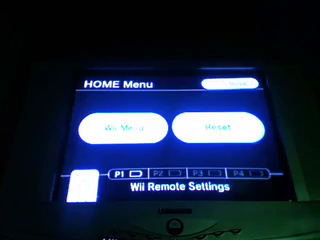 HOME Menu
Wii Menu Reset
P1 P2 P3 P4
Wii Remote Settings